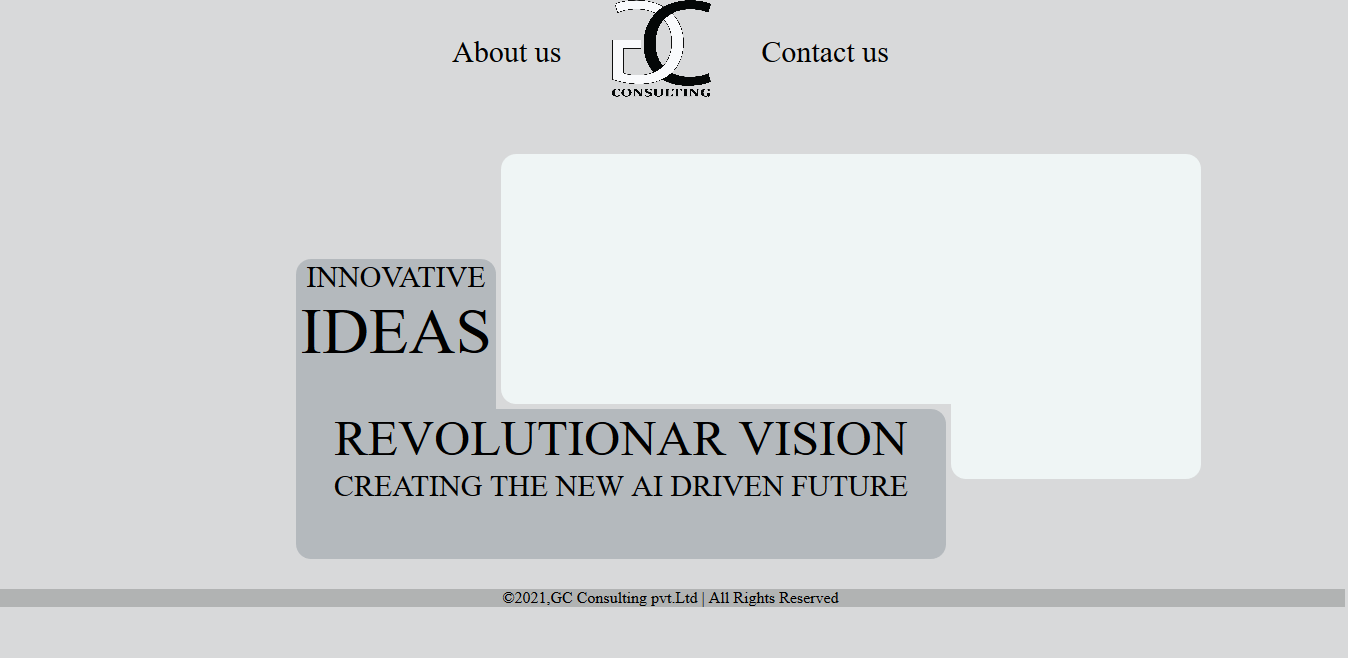 About us
GC
CONSULTING
Contact us
INNOVATIVE
IDEAS
REVOLUTIONAR VISION
CREATING THE NEW AI DRIVEN FUTURE
©2021,GC Consulting pvt.Ltd | All Rights Reserved